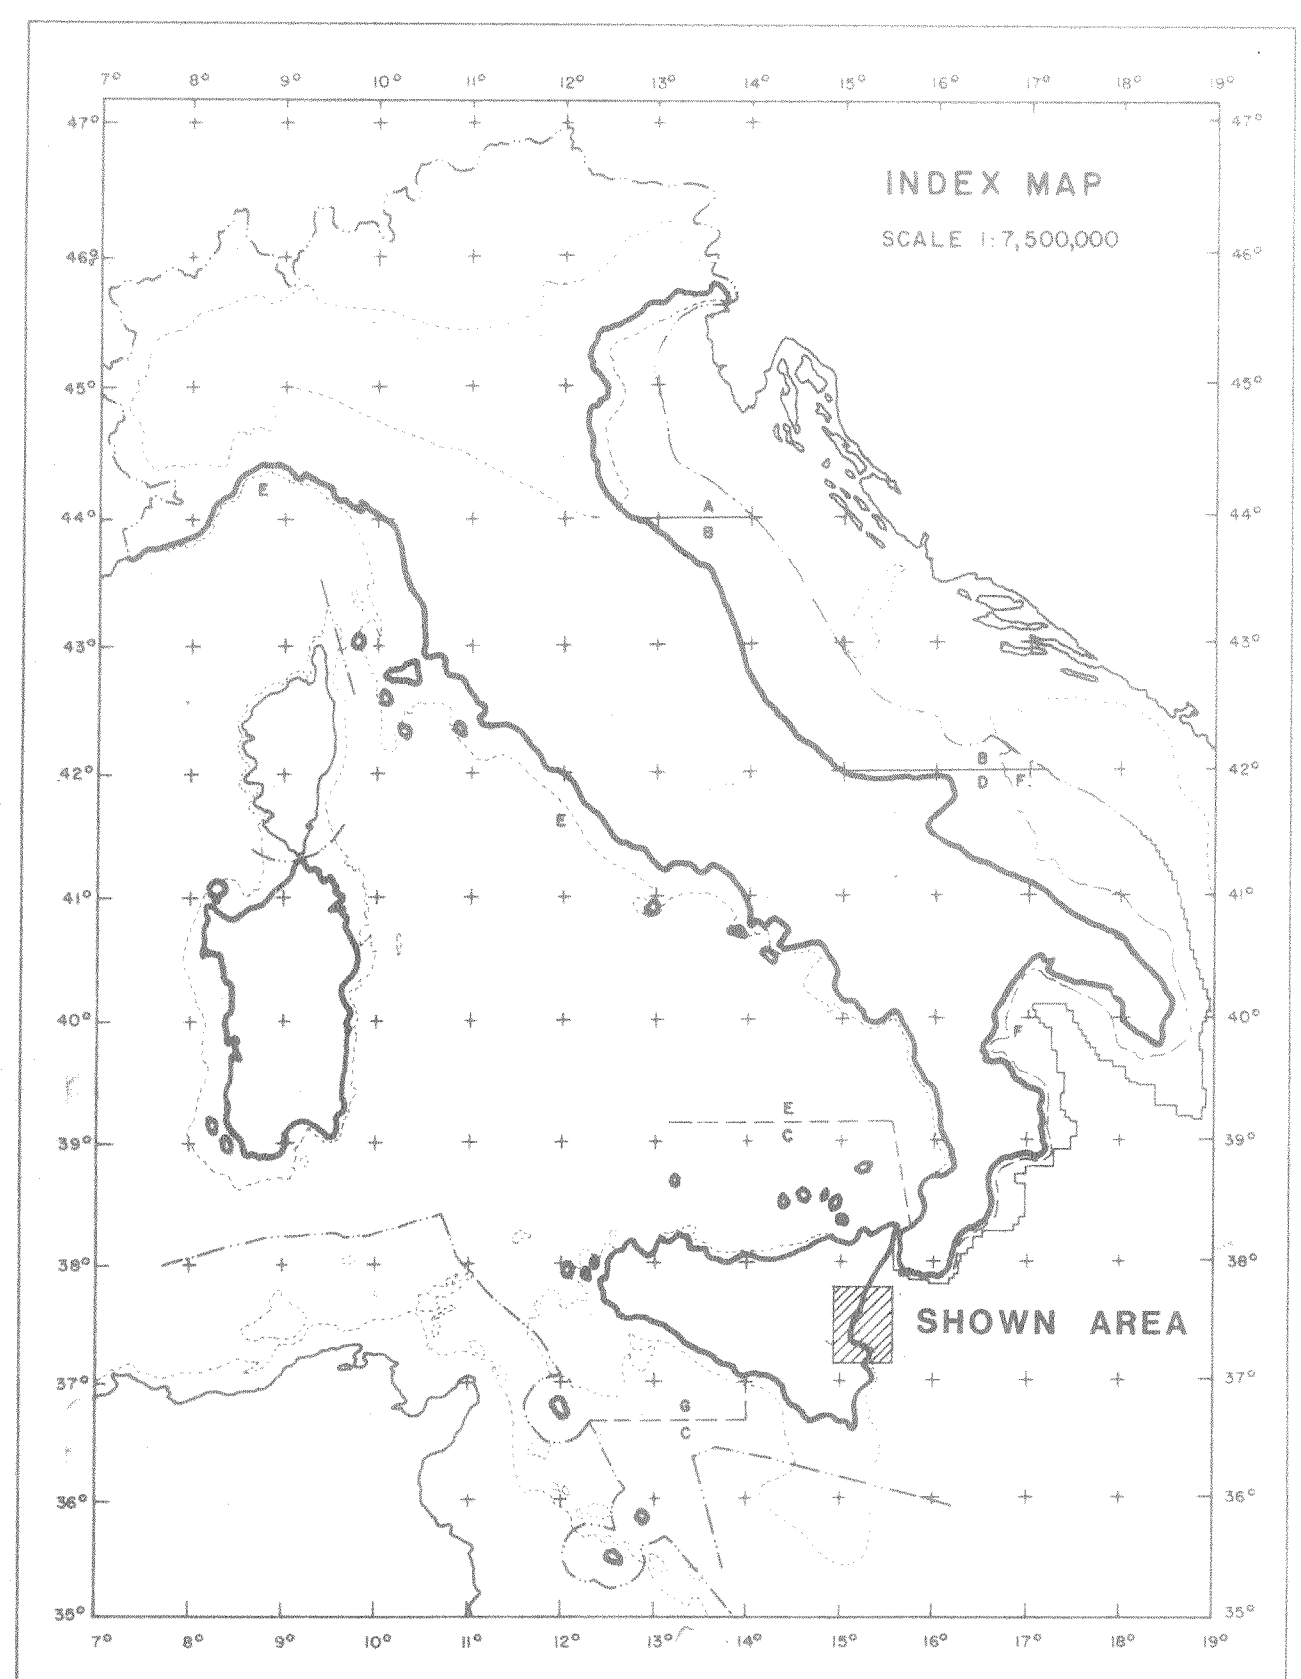 7° 8° 9° 10° 11° 12° 13° 14° 15° 16° 17° 18° 19°
47° 47°
INDEX MAP
SCALE 1:7,500,000
46° 46°
45° 45°
E
A
44° 44°
B
43° 43°
B
42° 42°
D F
E
41° 41°
40° 40°
F
E
C
39° 39°
38° 38°
SHOWN AREA
37° 37°
G
C
36° 36°
35° 35°
7° 8° 9° 10° 11° 12° 13° 14° 15° 16° 17° 18° 19°